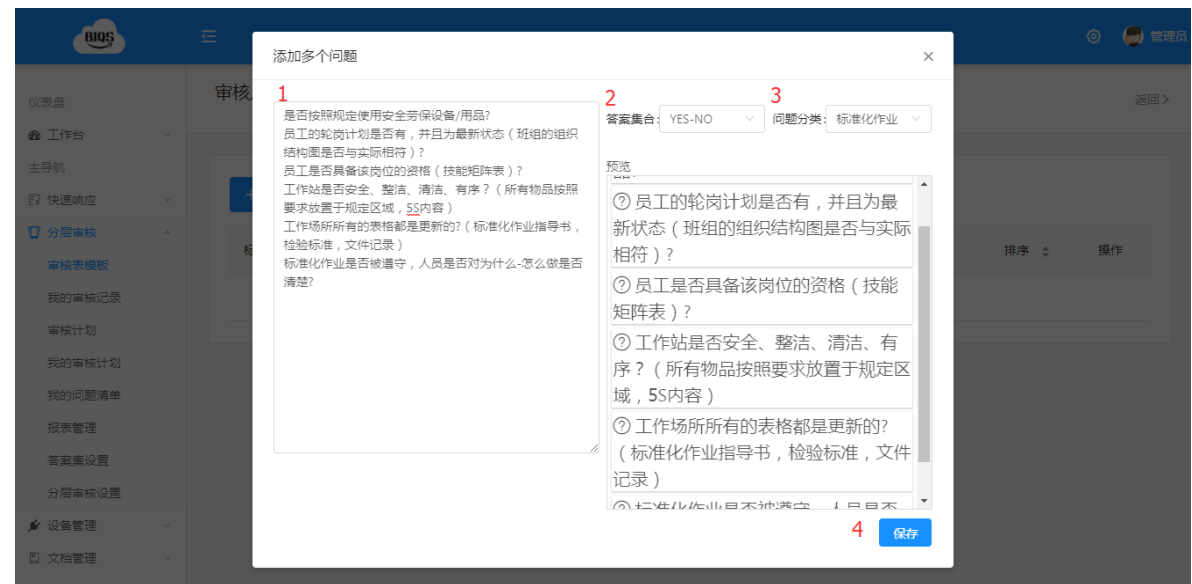 BIQS
管理员
仪表盘
工作台
主导航
快速响应
分层审核
审核表模板
我的审核记录
审核计划
我的审核计划
我的问题清单
报表管理
答案集设置
分层审核设置
设备管理
文档管理
审核
返回
排序
操作
添加多个问题
1
是否按照规定使用安全劳保设备/用品?
员工的轮岗计划是否有，并且为最新状态（班组的组织
结构图是否与实际相符）?
员工是否具备该岗位的资格（技能矩阵表）?
工作站是否安全、整洁、清洁、有序？（所有物品按照
要求放置于规定区域，5S内容）
工作场所所有的表格都是更新的?（标准化作业指导书，
检验标准，文件记录）
标准化作业是否被遵守，人员是否对为什么-怎么做是否
清楚?
2
答案集合: YES-NO
3
问题分类: 标准化作业
预览
员工的轮岗计划是否有，并且为最
新状态（班组的组织结构图是否与实际
相符）?
员工是否具备该岗位的资格（技能
矩阵表）?
工作站是否安全、整洁、清洁、有
序？（所有物品按照要求放置于规定区
域，5S内容）
工作场所所有的表格都是更新的?
（标准化作业指导书，检验标准，文件
记录）
标准化作业是否被遵守，人员是否
4
保存